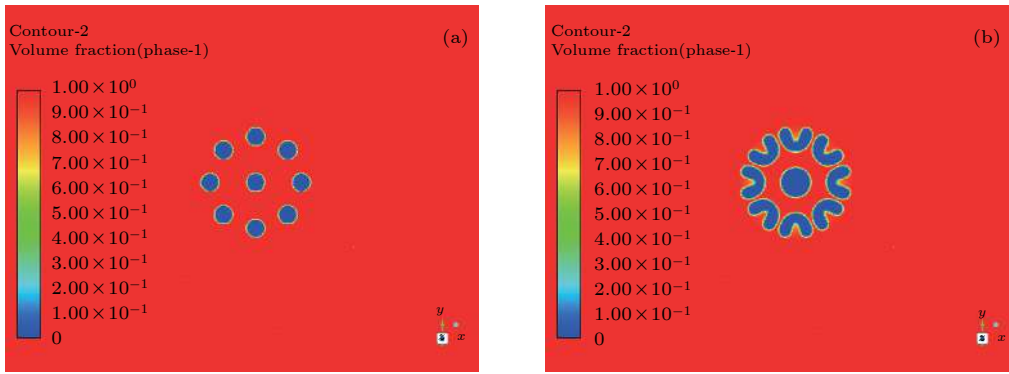 Contour-2
Volume fraction(phase-1)
(a)
1.00×10⁰
9.00×10⁻¹
8.00×10⁻¹
7.00×10⁻¹
6.00×10⁻¹
5.00×10⁻¹
4.00×10⁻¹
3.00×10⁻¹
2.00×10⁻¹
1.00×10⁻¹
0
y
z
x
Contour-2
Volume fraction(phase-1)
(b)
1.00×10⁰
9.00×10⁻¹
8.00×10⁻¹
7.00×10⁻¹
6.00×10⁻¹
5.00×10⁻¹
4.00×10⁻¹
3.00×10⁻¹
2.00×10⁻¹
1.00×10⁻¹
0
y
z
x